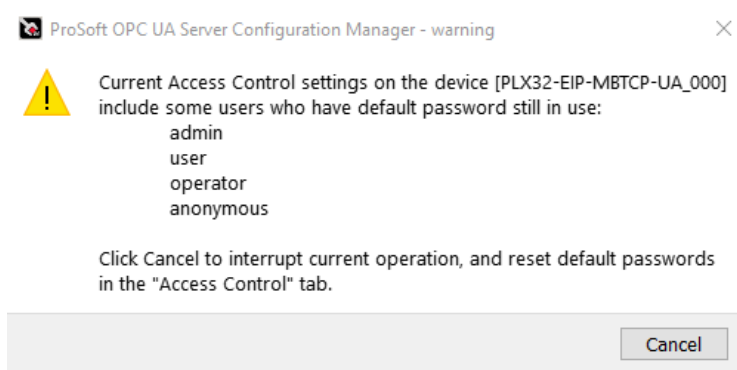 ProSoft OPC UA Server Configuration Manager - warning
Current Access Control settings on the device [PLX32-EIP-MBTCP-UA_000]
include some users who have default password still in use:
admin
user
operator
anonymous
Click Cancel to interrupt current operation, and reset default passwords
in the "Access Control" tab.
Cancel